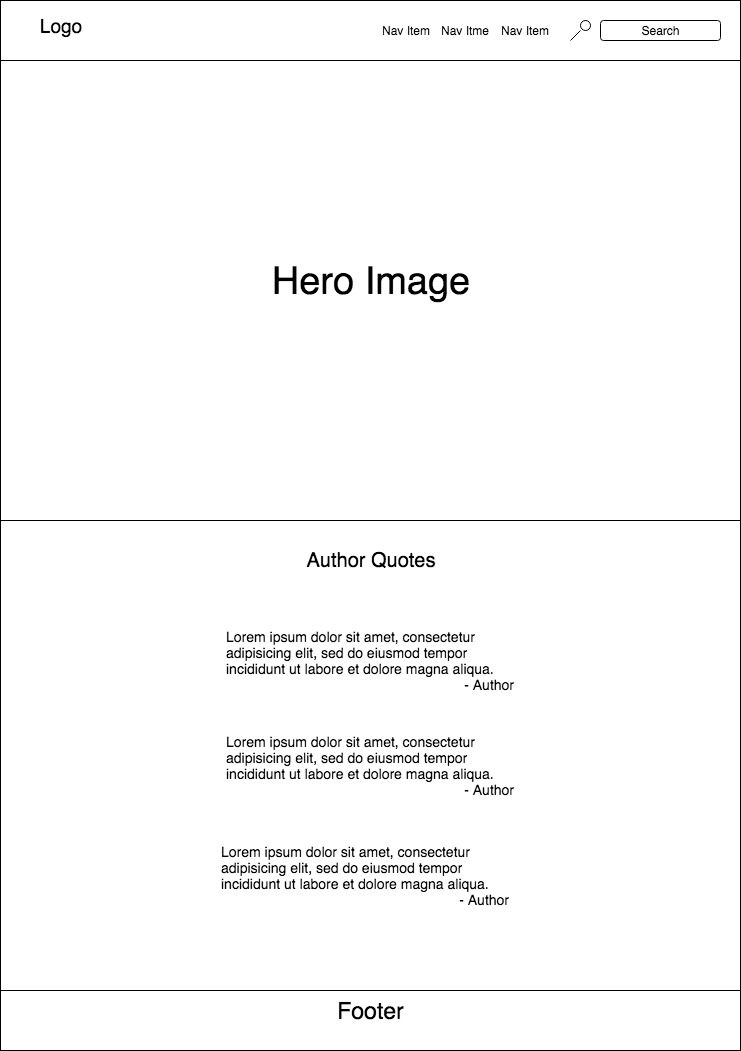 Logo
Nav Item Nav Itme Nav Item Search
Hero Image
Author Quotes
Lorem ipsum dolor sit amet, consectetur
adipisicing elit, sed do eiusmod tempor
incididunt ut labore et dolore magna aliqua.
- Author
Lorem ipsum dolor sit amet, consectetur
adipisicing elit, sed do eiusmod tempor
incididunt ut labore et dolore magna aliqua.
- Author
Lorem ipsum dolor sit amet, consectetur
adipisicing elit, sed do eiusmod tempor
incididunt ut labore et dolore magna aliqua.
- Author
Footer